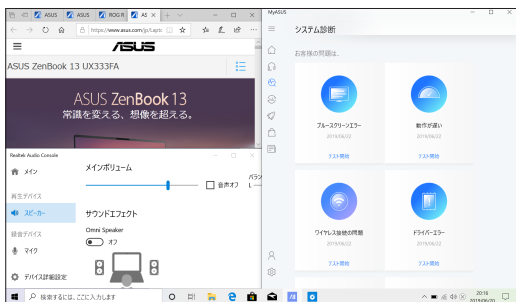 ASUS
ASUS
ROG R
AS
https://www.asus.com/jp/Lapto
ASUS
ASUS ZenBook 13 UX333FA
ASUS ZenBook 13
常識を変える、想像を超える。
Realtek Audio Console
メイン
再生デバイス
スピーカー
録音デバイス
マイク
デバイス詳細設定
メインボリューム
音声オフ
バラン
L
サウンドエフェクト
Omni Speaker
オフ
MyASUS
システム診断
お客様の問題は、
ブルースクリーンエラー
2019/06/22
テスト開始
動作が遅い
2019/06/22
テスト開始
ワイヤレス接続の問題
2019/06/22
テスト開始
ドライバーエラー
2019/06/22
テスト開始
検索するには、ここに入力します
20:16
2019/06/20